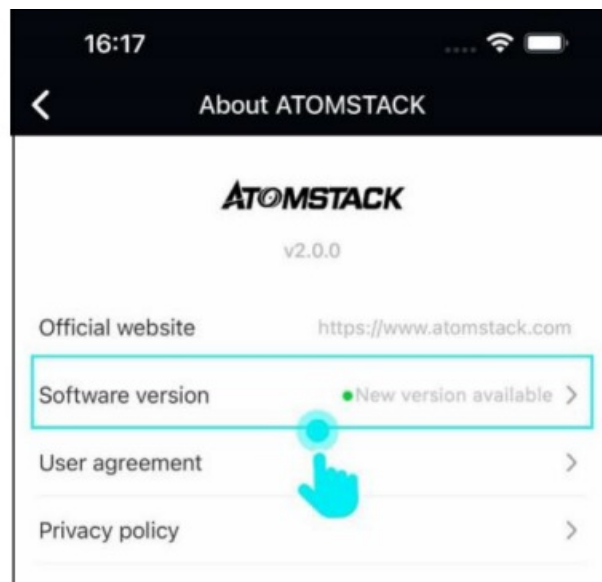 16:17
About ATOMSTACK
ATOMSTACK
v2.0.0
Official website https://www.atomstack.com
Software version New version available
User agreement
Privacy policy